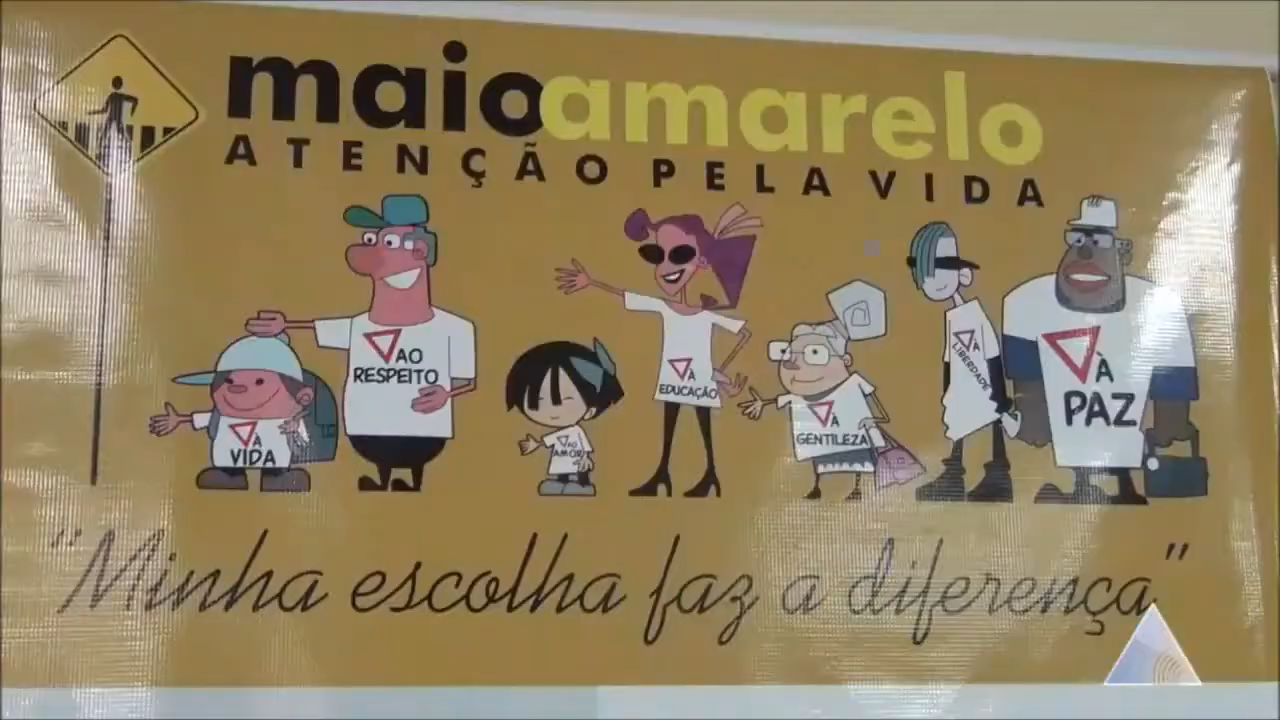 maioamarelo
ATENÇÃO PELA VIDA
À VIDA
AO RESPEITO
AO AMOR
À EDUCAÇÃO
À GENTILEZA
À LIBERDADE
À PAZ
"Minha escolha faz a diferença"